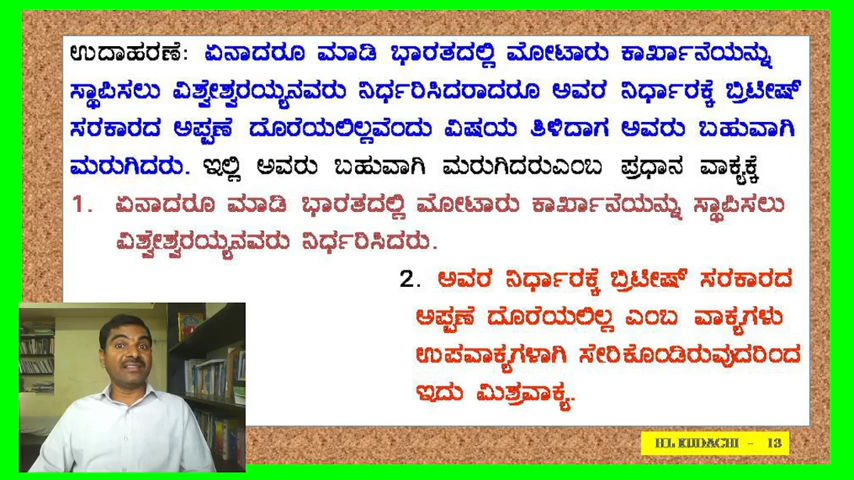 ಉದಾಹರಣೆ: ಏನಾದರೂ ಮಾಡಿ ಭಾರತದಲ್ಲಿ ಮೋಟಾರು ಕಾರ್ಖಾನೆಯನ್ನು
ಸ್ಥಾಪಿಸಲು ವಿಶ್ವೇಶ್ವರಯ್ಯನವರು ನಿರ್ಧರಿಸಿದರಾದರೂ ಅವರ ನಿರ್ಧಾರಕ್ಕೆ ಬ್ರಿಟೀಷ್
ಸರಕಾರದ ಅಪ್ಪಣೆ ದೊರೆಯಲಿಲ್ಲವೆಂದು ವಿಷಯ ತಿಳಿದಾಗ ಅವರು ಬಹುವಾಗಿ
ಮರುಗಿದರು. ಇಲ್ಲಿ ಅವರು ಬಹುವಾಗಿ ಮರುಗಿದರುಎಂಬ ಪ್ರಧಾನ ವಾಕ್ಯಕ್ಕೆ
1. ಏನಾದರೂ ಮಾಡಿ ಭಾರತದಲ್ಲಿ ಮೋಟಾರು ಕಾರ್ಖಾನೆಯನ್ನು ಸ್ಥಾಪಿಸಲು
ವಿಶ್ವೇಶ್ವರಯ್ಯನವರು ನಿರ್ಧರಿಸಿದರು.
2. ಅವರ ನಿರ್ಧಾರಕ್ಕೆ ಬ್ರಿಟೀಷ್ ಸರಕಾರದ
ಅಪ್ಪಣೆ ದೊರೆಯಲಿಲ್ಲ ಎಂಬ ವಾಕ್ಯಗಳು
ಉಪವಾಕ್ಯಗಳಾಗಿ ಸೇರಿಕೊಂಡಿರುವುದರಿಂದ
ಇದು ಮಿಶ್ರವಾಕ್ಯ.
KUDACHI - 13